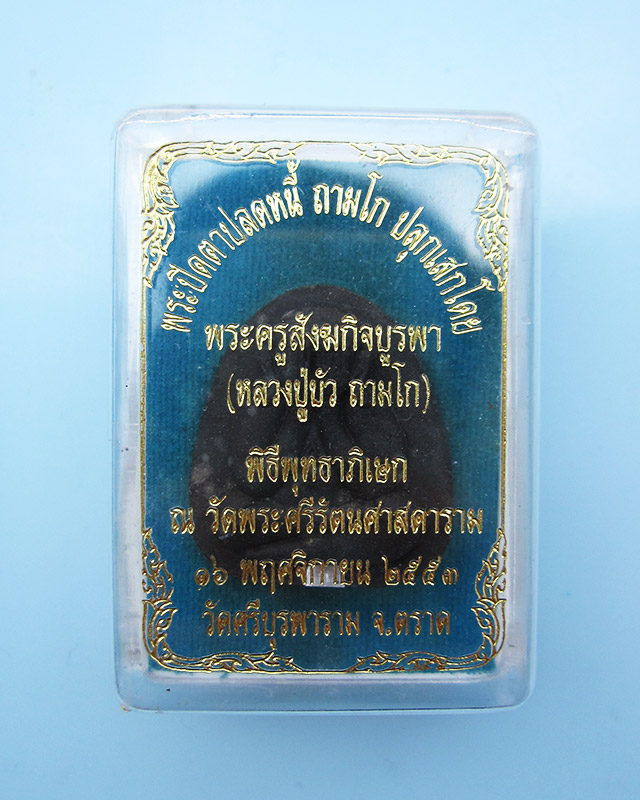 พระปิดตาปลดหนี้ ถามโก ปลุกเสกโดย
พระครูสังฆกิจบูรพา
(หลวงปู่บัว ถามโก)
พิธีพุทธาภิเษก
ณ วัดพระศรีรัตนศาสดาราม
๑๖ พฤศจิกายน ๒๕๕๓
วัดศรีบุรพาราม จ.ตราด